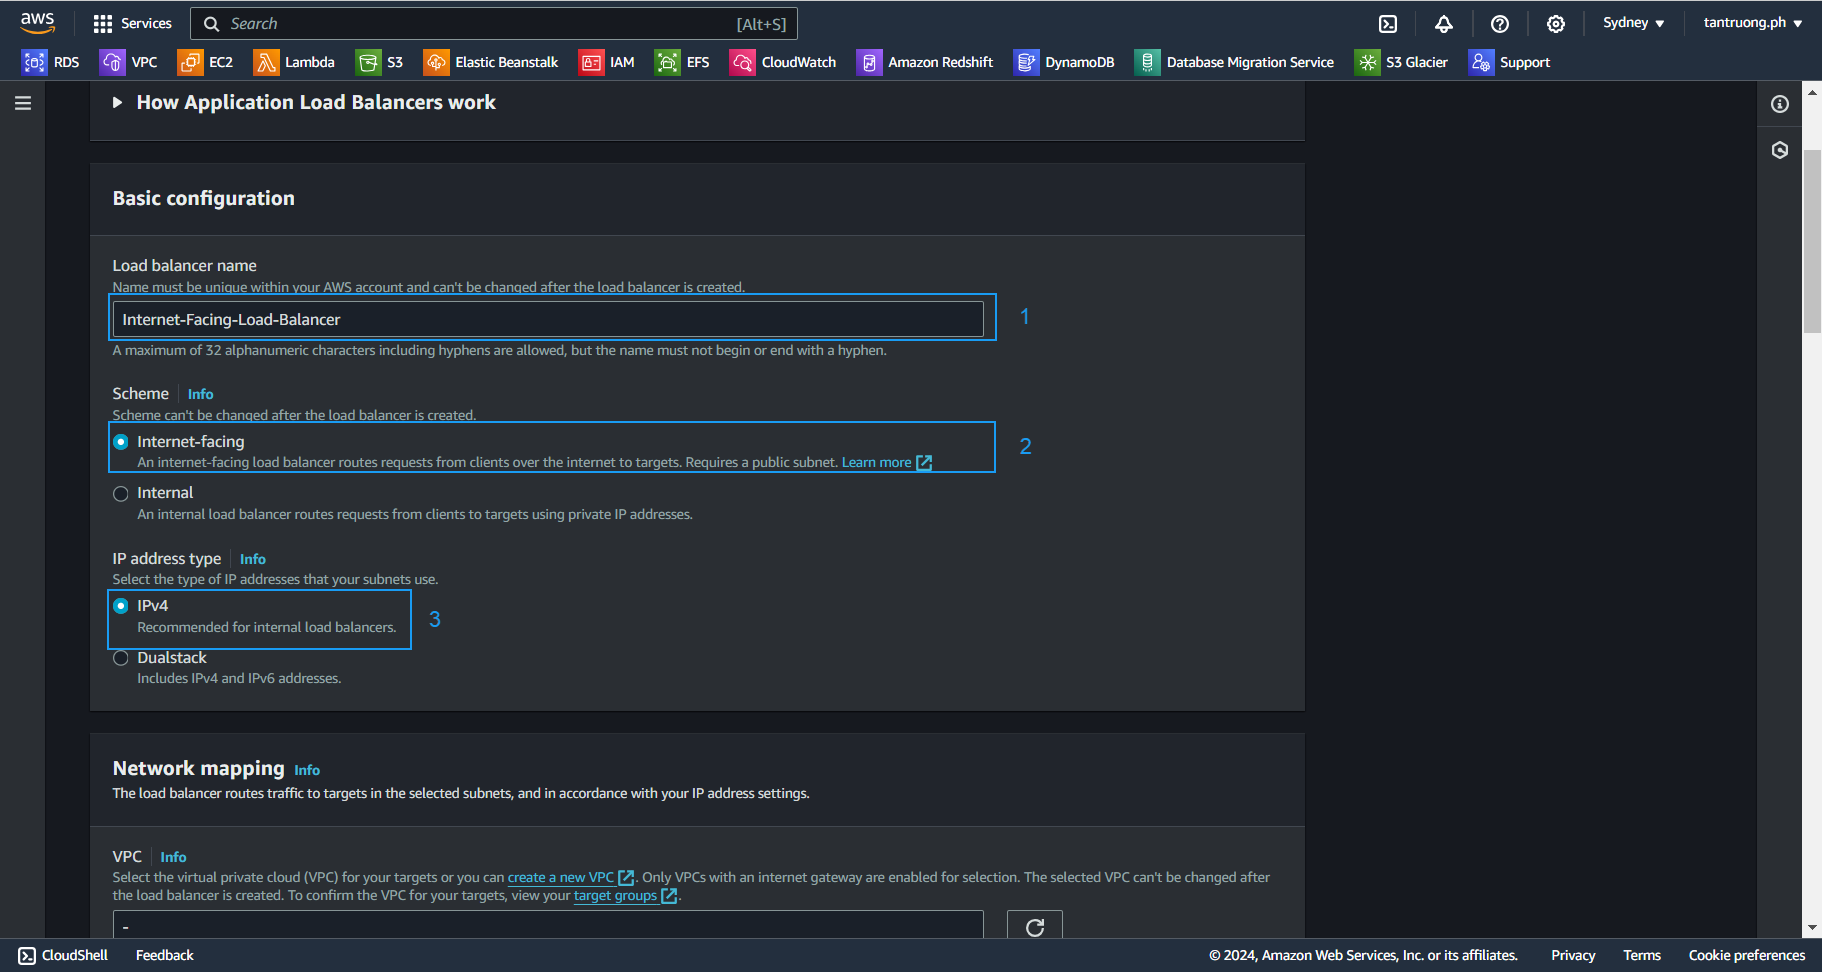 aws Services Search [Alt+S] Sydney tantruong.ph
RDS VPC EC2 Lambda S3 Elastic Beanstalk IAM EFS CloudWatch Amazon Redshift DynamoDB Database Migration Service S3 Glacier Support
How Application Load Balancers work
Basic configuration
Load balancer name
Name must be unique within your AWS account and can't be changed after the load balancer is created.
Internet-Facing-Load-Balancer 1
A maximum of 32 alphanumeric characters including hyphens are allowed, but the name must not begin or end with a hyphen.
Scheme Info
Scheme can't be changed after the load balancer is created.
Internet-facing 2
An internet-facing load balancer routes requests from clients over the internet to targets. Requires a public subnet. Learn more
Internal
An internal load balancer routes requests from clients to targets using private IP addresses.
IP address type Info
Select the type of IP addresses that your subnets use.
IPv4 3
Recommended for internal load balancers.
Dualstack
Includes IPv4 and IPv6 addresses.
Network mapping Info
The load balancer routes traffic to targets in the selected subnets, and in accordance with your IP address settings.
VPC Info
Select the virtual private cloud (VPC) for your targets or you can create a new VPC. Only VPCs with an internet gateway are enabled for selection. The selected VPC can't be changed after
the load balancer is created. To confirm the VPC for your targets, view your target groups.
-
CloudShell Feedback © 2024, Amazon Web Services, Inc. or its affiliates. Privacy Terms Cookie preferences